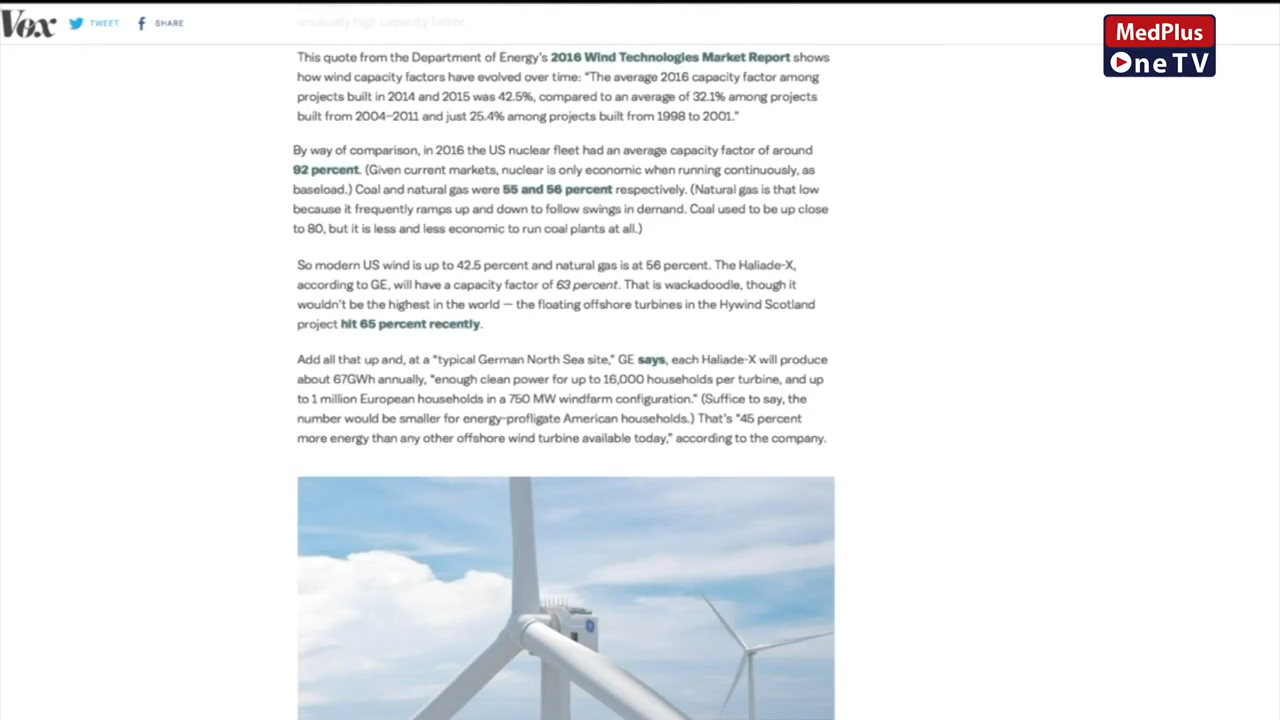 Vox
TWEET
SHARE
MedPlus
OneTV
unusually high capacity factor.
This quote from the Department of Energy's 2016 Wind Technologies Market Report shows
how wind capacity factors have evolved over time: "The average 2016 capacity factor among
projects built in 2014 and 2015 was 42.5%, compared to an average of 32.1% among projects
built from 2004–2011 and just 25.4% among projects built from 1998 to 2001."
By way of comparison, in 2016 the US nuclear fleet had an average capacity factor of around
92 percent. (Given current markets, nuclear is only economic when running continuously, as
baseload.) Coal and natural gas were 55 and 56 percent respectively. (Natural gas is that low
because it frequently ramps up and down to follow swings in demand. Coal used to be up close
to 80, but it is less and less economic to run coal plants at all.)
So modern US wind is up to 42.5 percent and natural gas is at 56 percent. The Haliade-X,
according to GE, will have a capacity factor of 63 percent. That is wackadoodle, though it
wouldn't be the highest in the world — the floating offshore turbines in the Hywind Scotland
project hit 65 percent recently.
Add all that up and, at a "typical German North Sea site," GE says, each Haliade-X will produce
about 67GWh annually, "enough clean power for up to 16,000 households per turbine, and up
to 1 million European households in a 750 MW windfarm configuration." (Suffice to say, the
number would be smaller for energy-profligate American households.) That's "45 percent
more energy than any other offshore wind turbine available today," according to the company.